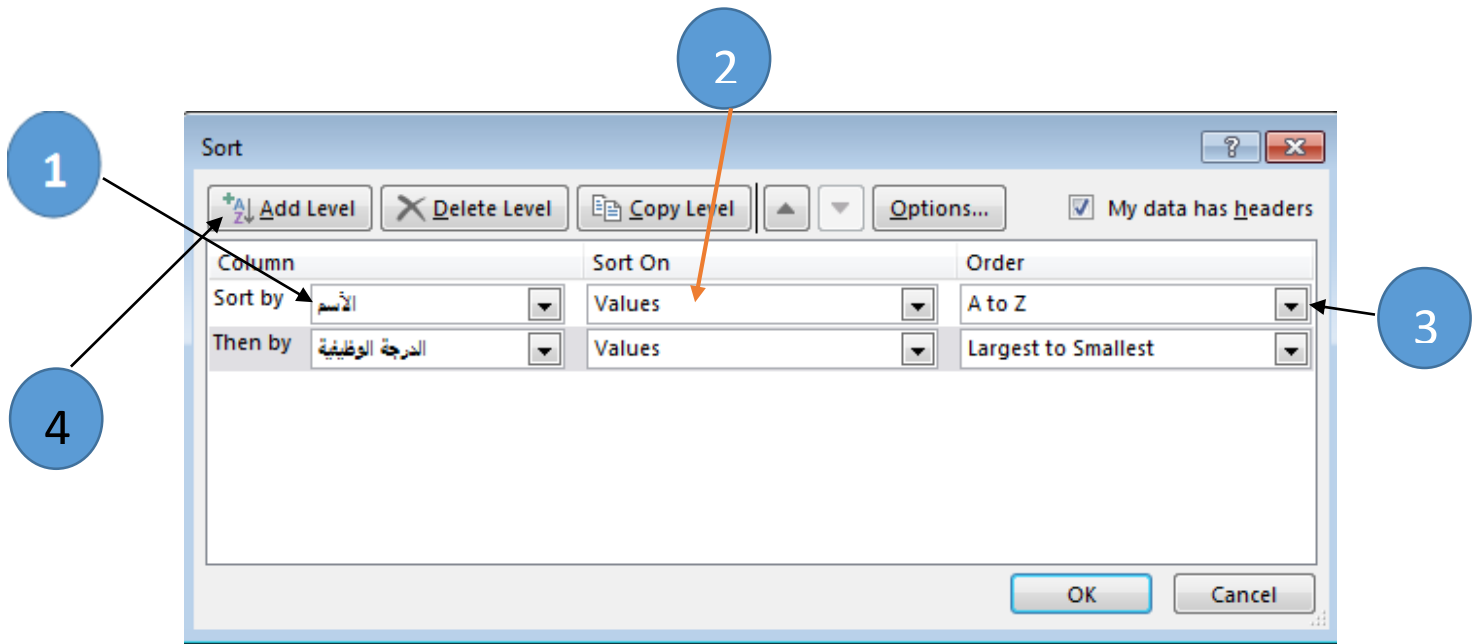 2
1
Sort
Add Level Delete Level Copy Level Options... My data has headers
Column Sort On Order
Sort by الأسم Values A to Z
3
Then by الدرجة الوظيفية Values Largest to Smallest
4
OK Cancel